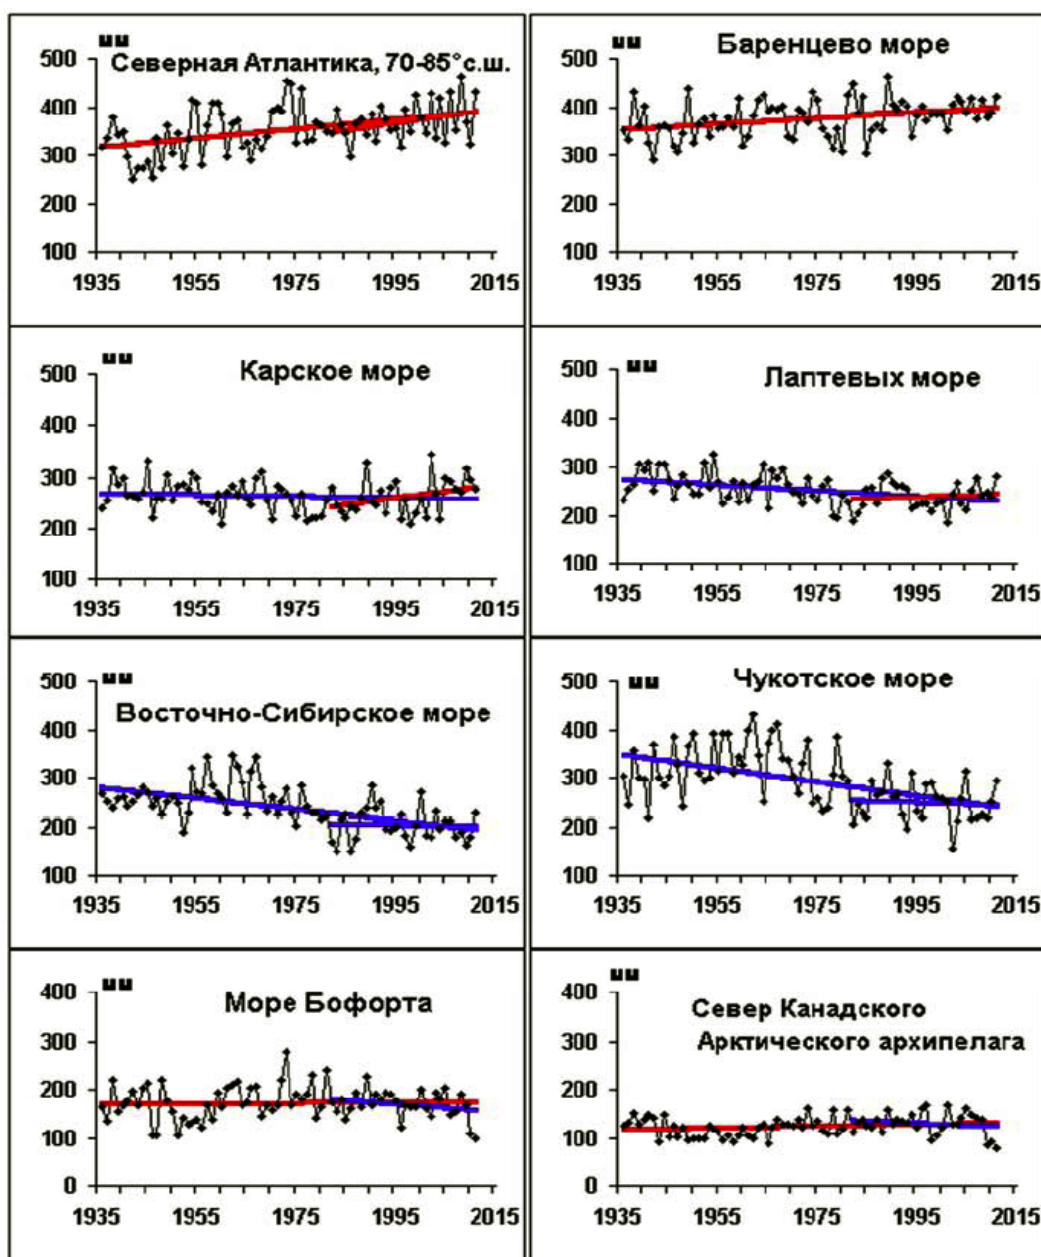 мм
500
Северная Атлантика, 70-85°с.ш.
400
300
200
100
1935 1955 1975 1995 2015
мм
500
Баренцево море
400
300
200
100
1935 1955 1975 1995 2015
мм
500
Карское море
400
300
200
100
1935 1955 1975 1995 2015
мм
500
Лаптевых море
400
300
200
100
1935 1955 1975 1995 2015
мм
500
Восточно-Сибирское море
400
300
200
100
1935 1955 1975 1995 2015
мм
500
Чукотское море
400
300
200
100
1935 1955 1975 1995 2015
мм
400
Море Бофорта
300
200
100
0
1935 1955 1975 1995 2015
мм
400
Север Канадского
Арктического архипелага
300
200
100
0
1935 1955 1975 1995 2015